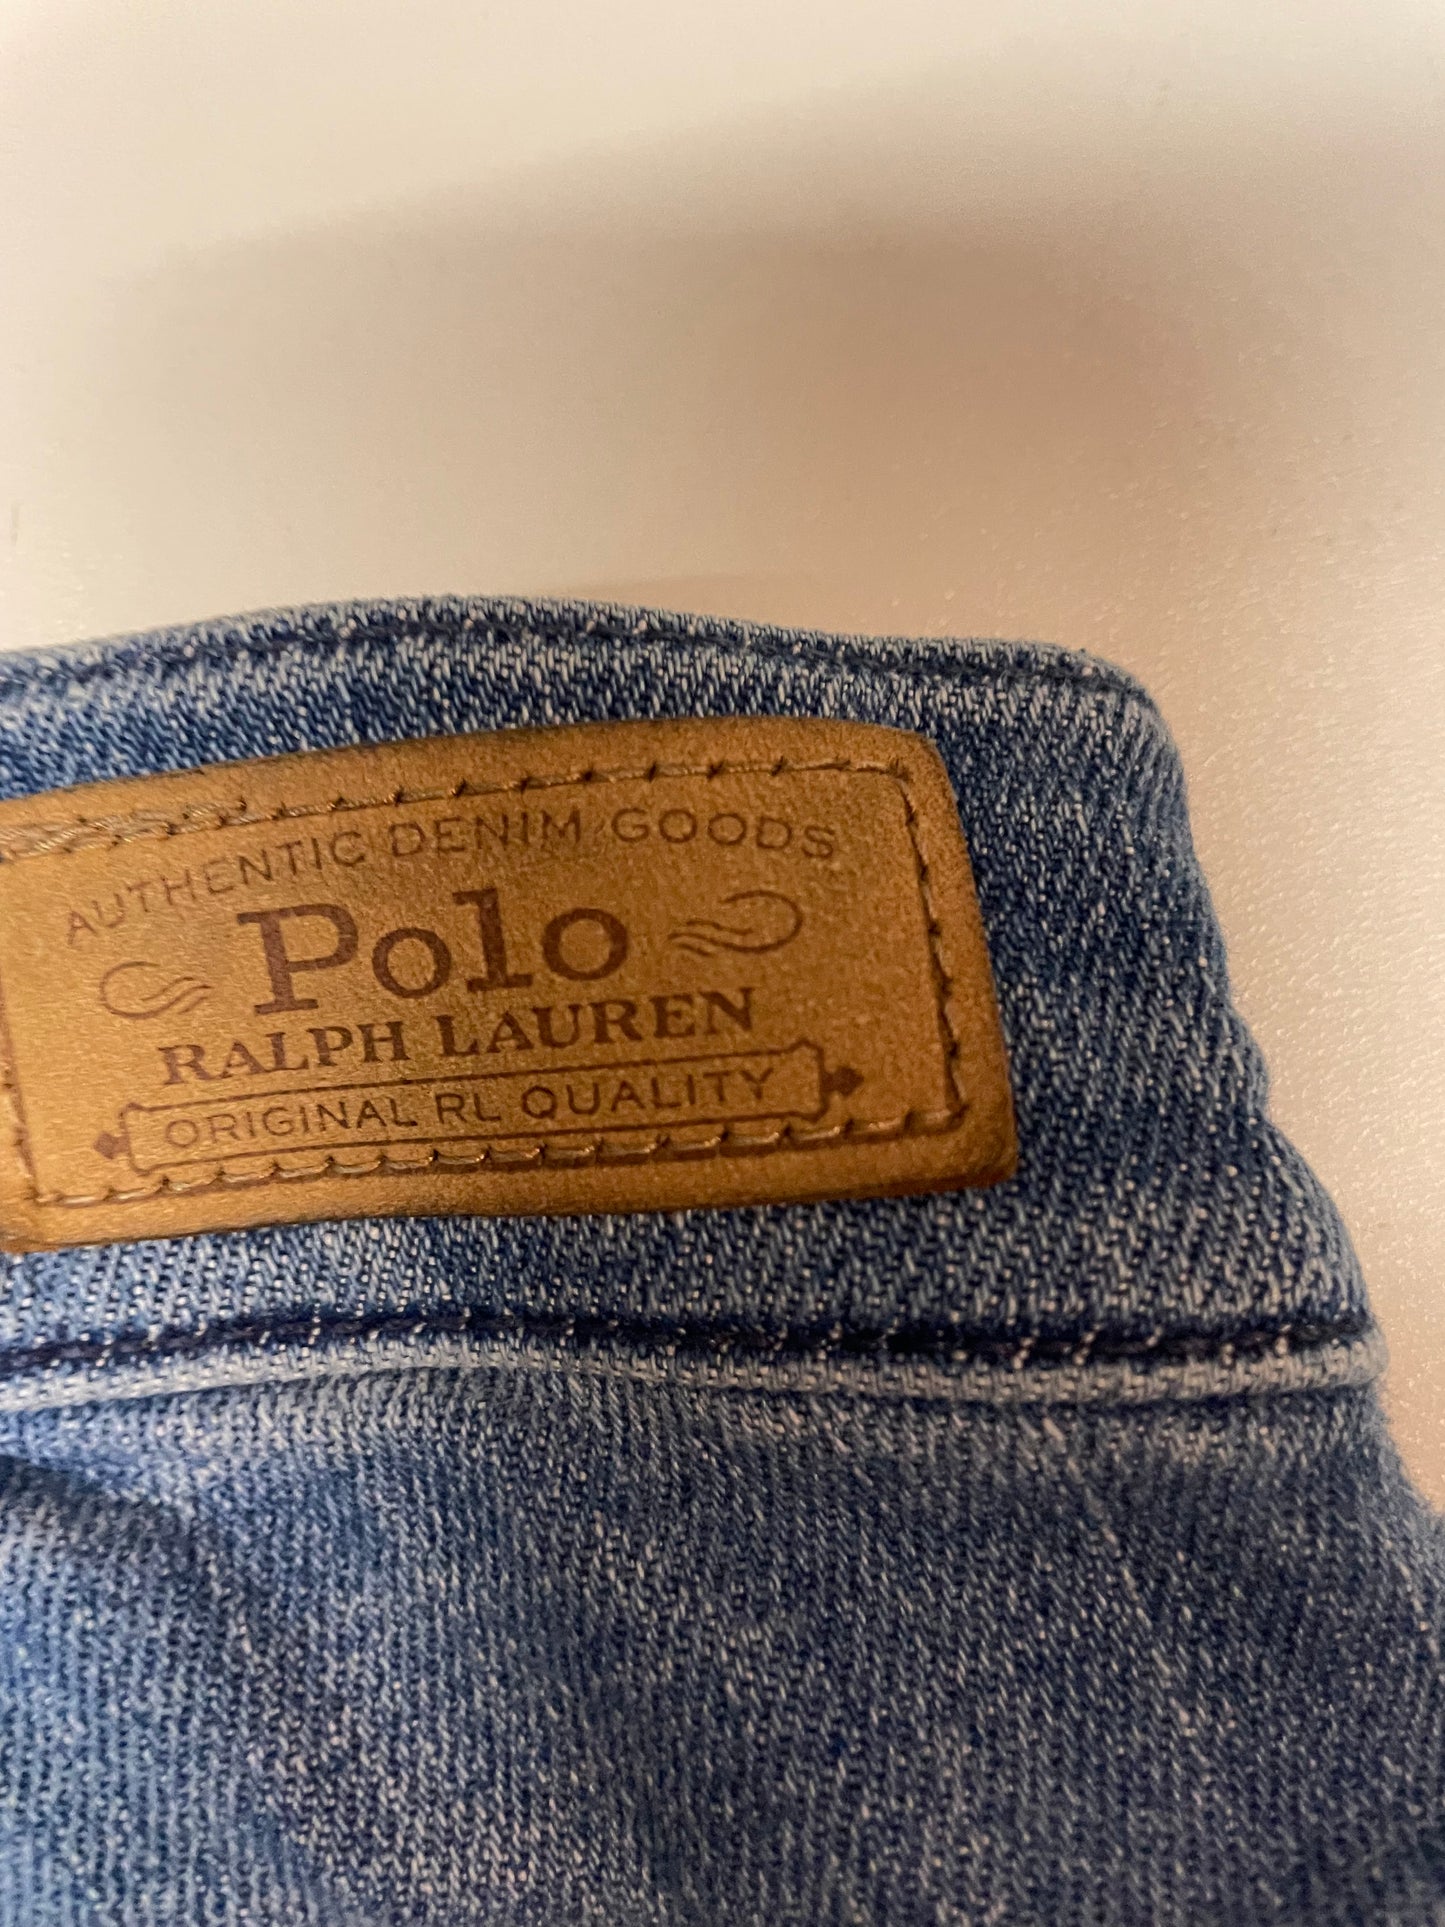 AUTHENTIC DENIM GOODS
Polo
RALPH LAUREN
ORIGINAL RL QUALITY